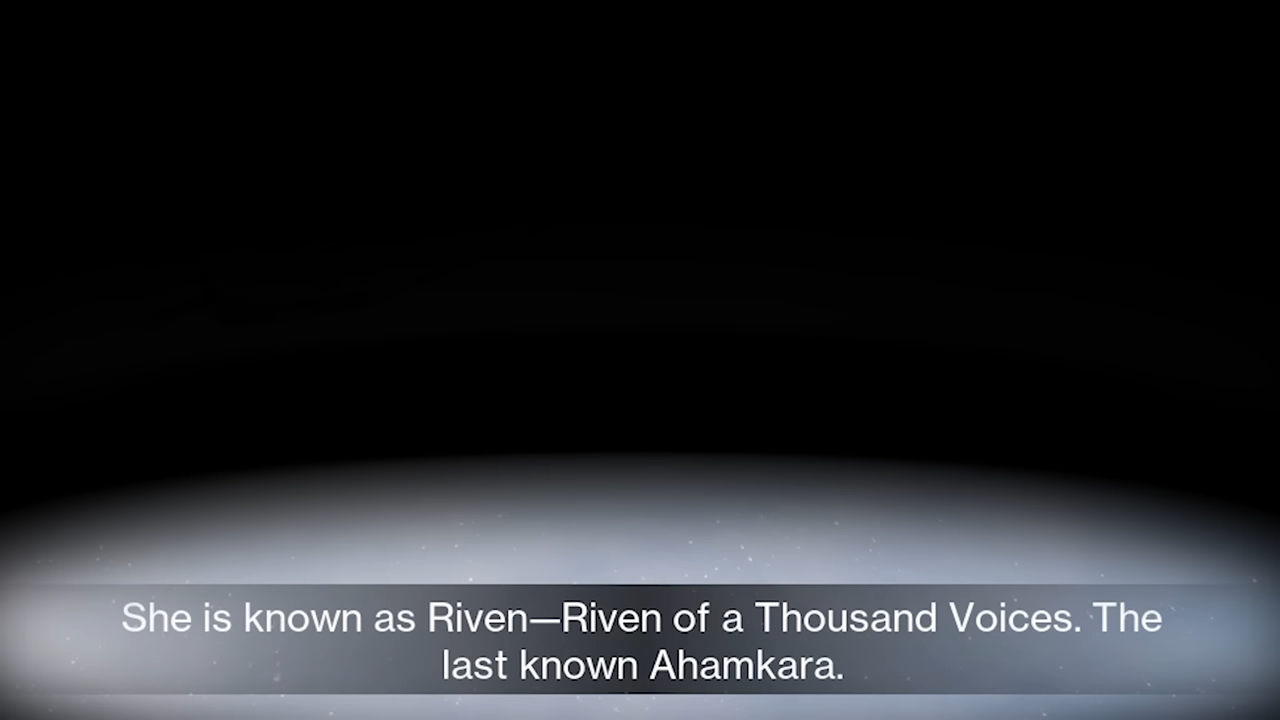 She is known as Riven—Riven of a Thousand Voices. The
last known Ahamkara.